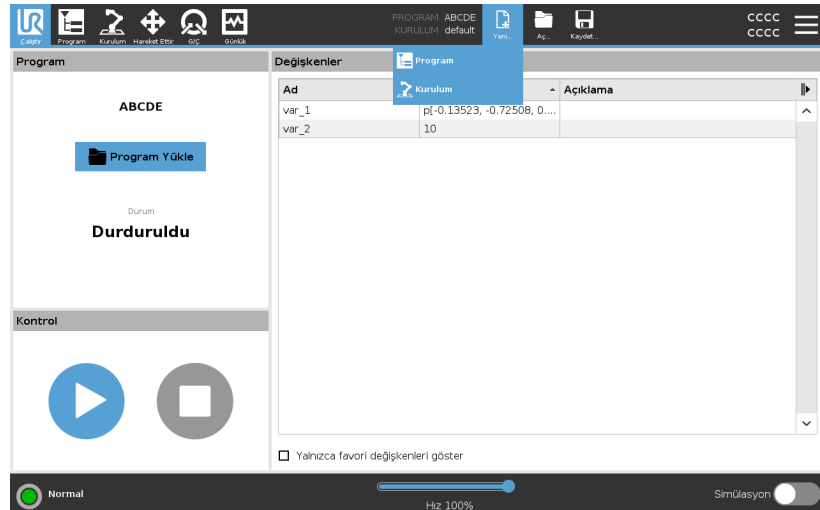 PROGRAM ABCDE
KURULUM default
Çalıştır
Program
Kurulum
Hareket Ettir
G/Ç
Günlük
Yeni...
Aç...
Kaydet...
CCCC
CCCC
Program
Kurulum
Program
ABCDE
Program Yükle
Durum
Durduruldu
Kontrol
Değişkenler
Ad Açıklama
var_1 p[-0.13523, -0.72508, 0....
var_2 10
Yalnızca favori değişkenleri göster
Normal
Hız 100%
Simülasyon